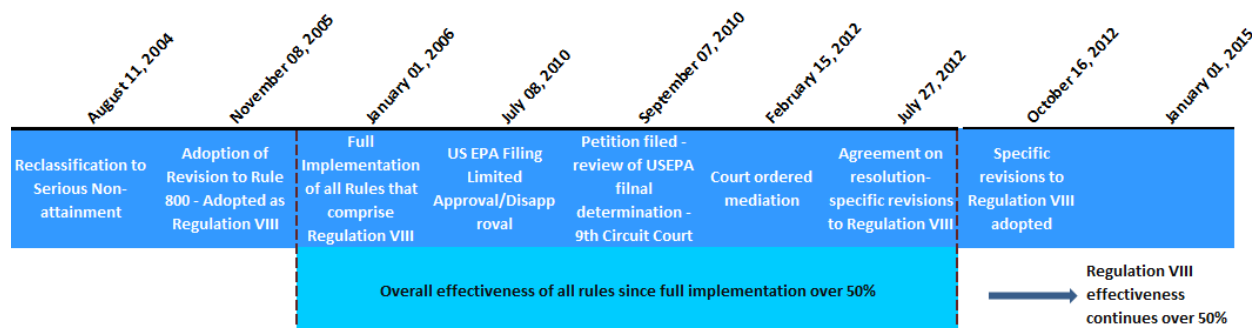 August 11, 2004
November 08, 2005
January 01, 2006
July 08, 2010
September 07, 2010
February 15, 2012
July 27, 2012
October 16, 2012
January 01, 2015
Reclassification to
Serious Non-
attainment
Adoption of
Revision to Rule
800 - Adopted as
Regulation VIII
Full
Implementation
of all Rules that
comprise
Regulation VIII
US EPA Filing
Limited
Approval/Disapp
roval
Petition filed -
review of USEPA
filnal
determination -
9th Circuit Court
Court ordered
mediation
Agreement on
resolution-
specific revisions
to Regulation VIII
Specific
revisions to
Regulation VIII
adopted
Overall effectiveness of all rules since full implementation over 50%
Regulation VIII
effectiveness
continues over 50%